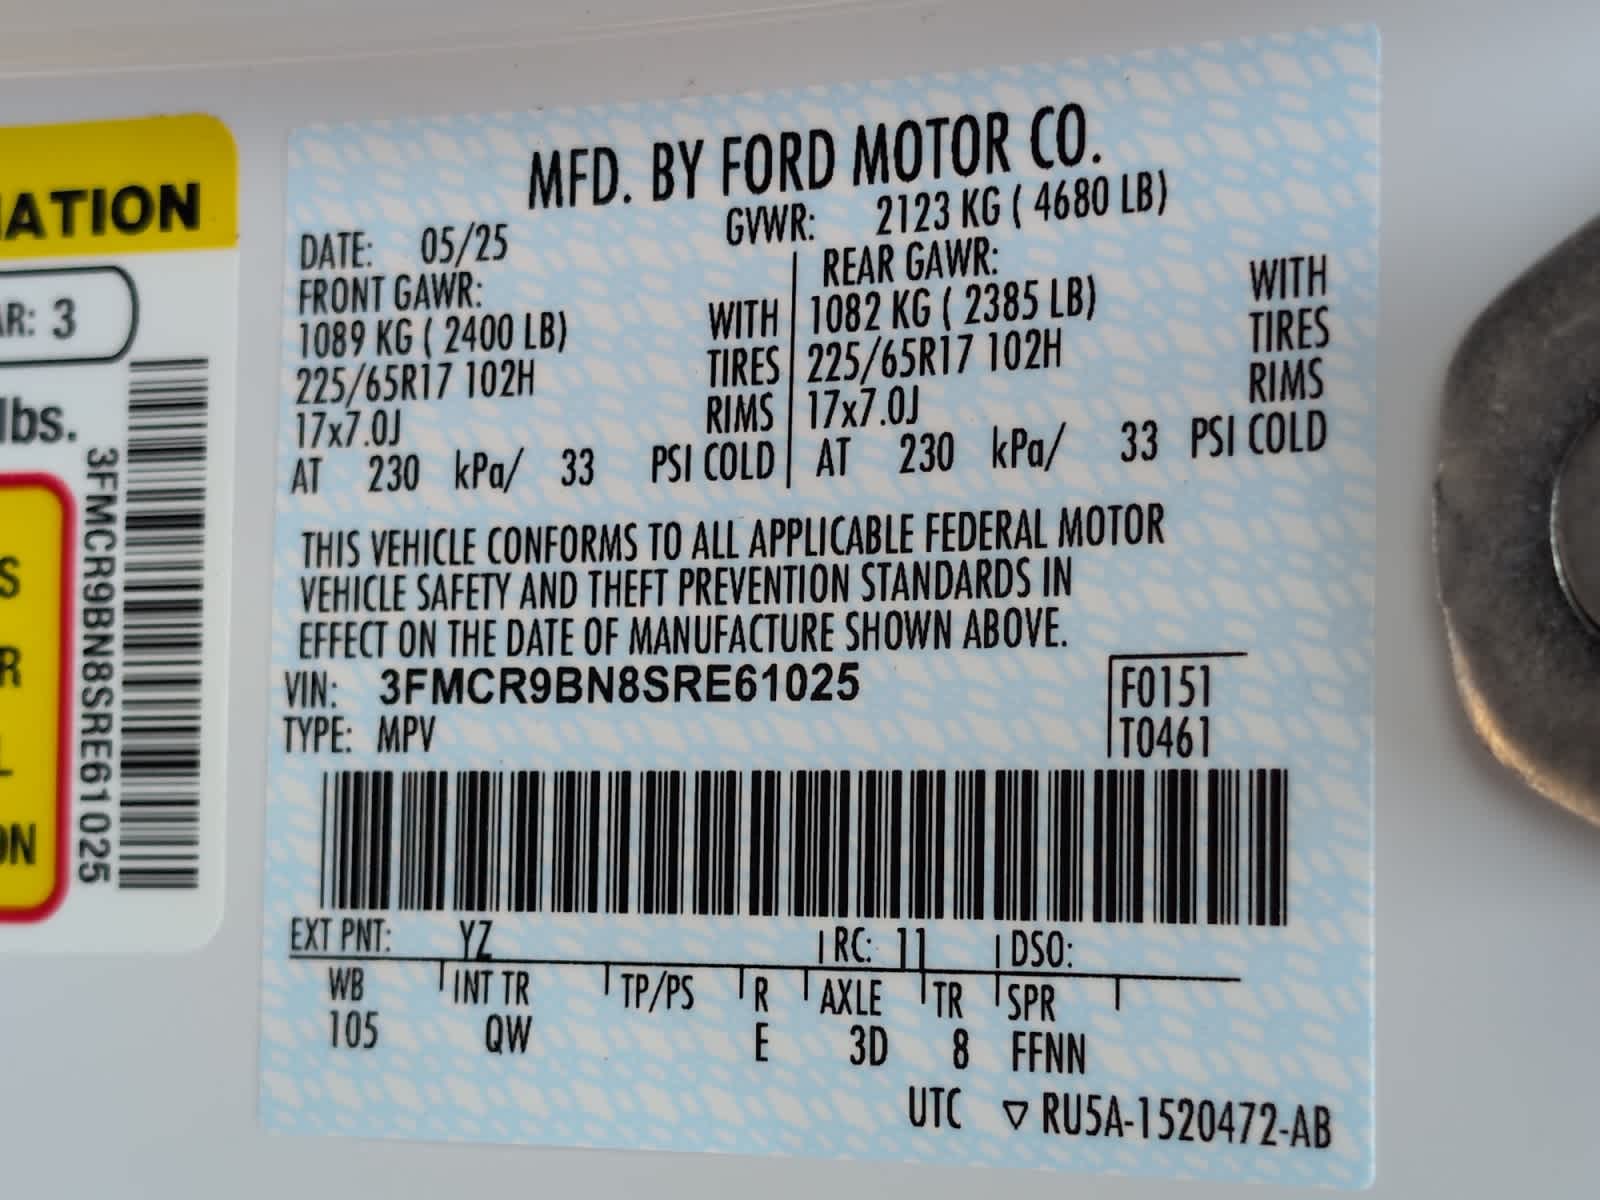 MFD. BY FORD MOTOR CO.
DATE: 05/25 GVWR: 2123 KG ( 4680 LB)
FRONT GAWR: REAR GAWR:
1089 KG ( 2400 LB) WITH 1082 KG ( 2385 LB) WITH
225/65R17 102H TIRES 225/65R17 102H TIRES
17x7.0J RIMS 17x7.0J RIMS
AT 230 kPa/ 33 PSI COLD AT 230 kPa/ 33 PSI COLD
THIS VEHICLE CONFORMS TO ALL APPLICABLE FEDERAL MOTOR
VEHICLE SAFETY AND THEFT PREVENTION STANDARDS IN
EFFECT ON THE DATE OF MANUFACTURE SHOWN ABOVE.
VIN: 3FMCR9BN8SRE61025 F0151
TYPE: MPV T0461
EXT PNT: YZ RC: 11 DSO:
WB INT TR TP/PS R AXLE TR SPR
105 QW E 3D 8 FFNN
UTC ▽ RU5A-1520472-AB
AR: 3
lbs.
3FMCR9BN8SRE61025